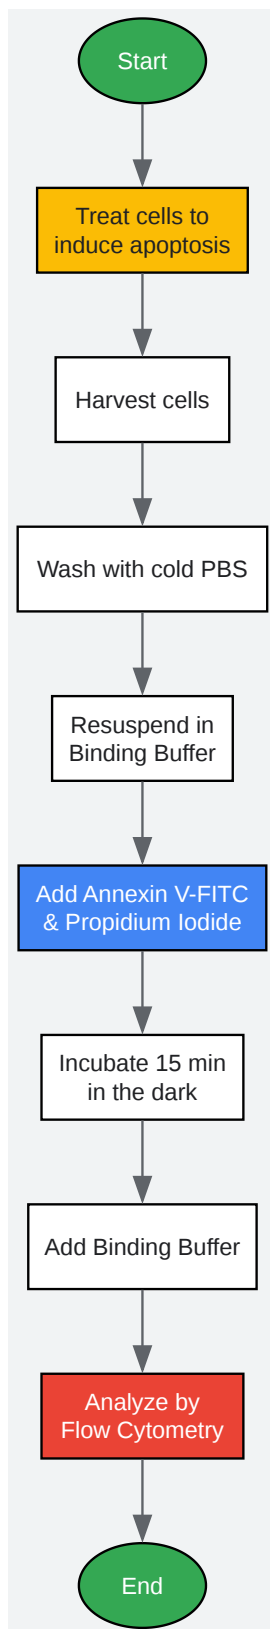 Start
Treat cells to
induce apoptosis
Harvest cells
Wash with cold PBS
Resuspend in
Binding Buffer
Add Annexin V-FITC
& Propidium Iodide
Incubate 15 min
in the dark
Add Binding Buffer
Analyze by
Flow Cytometry
End